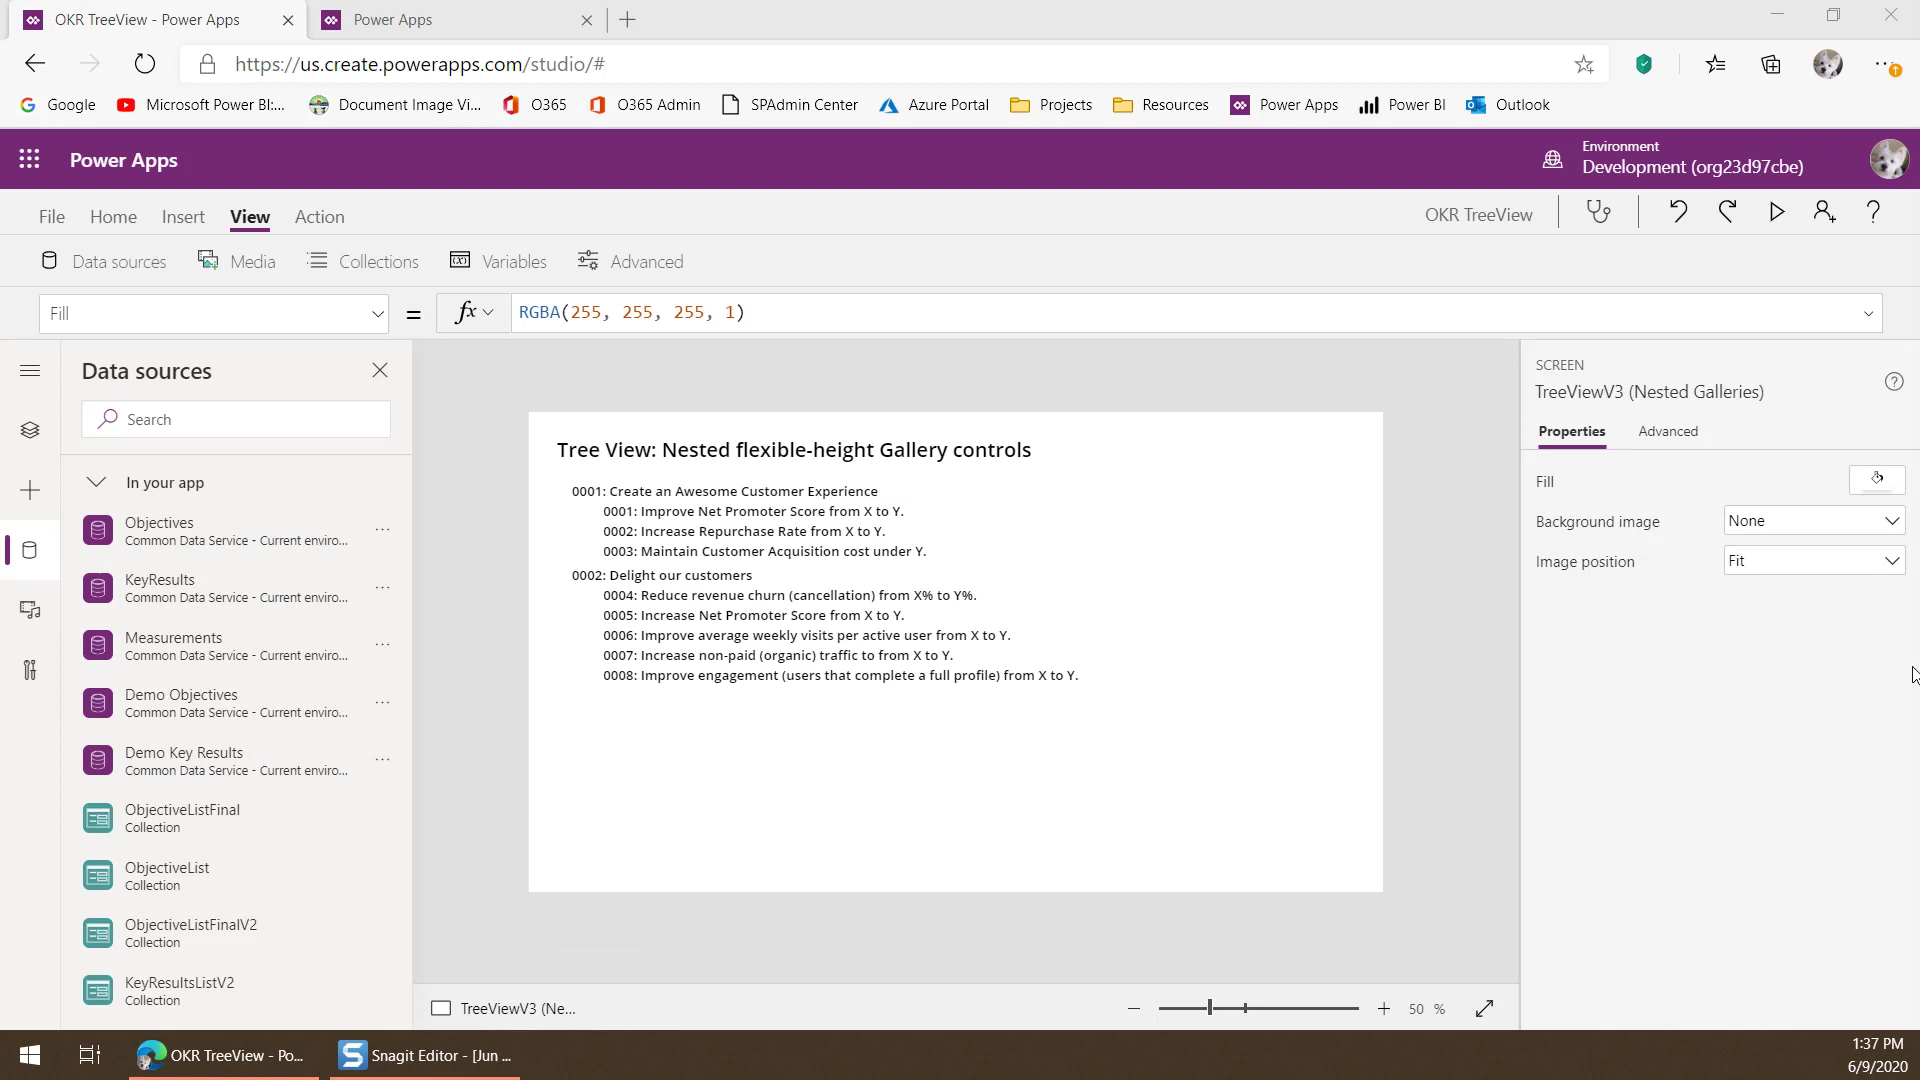 OKR TreeView - Power Apps
Power Apps
https://us.create.powerapps.com/studio/#
Google
Microsoft Power BI:...
Document Image Vi...
O365
O365 Admin
SPAdmin Center
Azure Portal
Projects
Resources
Power Apps
Power BI
Outlook
Power Apps
Environment
Development (org23d97cbe)
File
Home
Insert
View
Action
OKR TreeView
Data sources
Media
Collections
Variables
Advanced
Fill
=
fx
RGBA(255, 255, 255, 1)
Data sources
Search
In your app
Objectives
Common Data Service - Current enviro...
KeyResults
Common Data Service - Current enviro...
Measurements
Common Data Service - Current enviro...
Demo Objectives
Common Data Service - Current enviro...
Demo Key Results
Common Data Service - Current enviro...
ObjectiveListFinal
Collection
ObjectiveList
Collection
ObjectiveListFinalV2
Collection
KeyResultsListV2
Collection
Tree View: Nested flexible-height Gallery controls
0001: Create an Awesome Customer Experience
0001: Improve Net Promoter Score from X to Y.
0002: Increase Repurchase Rate from X to Y.
0003: Maintain Customer Acquisition cost under Y.
0002: Delight our customers
0004: Reduce revenue churn (cancellation) from X% to Y%.
0005: Increase Net Promoter Score from X to Y.
0006: Improve average weekly visits per active user from X to Y.
0007: Increase non-paid (organic) traffic to from X to Y.
0008: Improve engagement (users that complete a full profile) from X to Y.
SCREEN
TreeViewV3 (Nested Galleries)
Properties
Advanced
Fill
Background image
None
Image position
Fit
TreeViewV3 (Ne...
50 %
OKR TreeView - Po...
S
Snagit Editor - [Jun ...
1:37 PM
6/9/2020